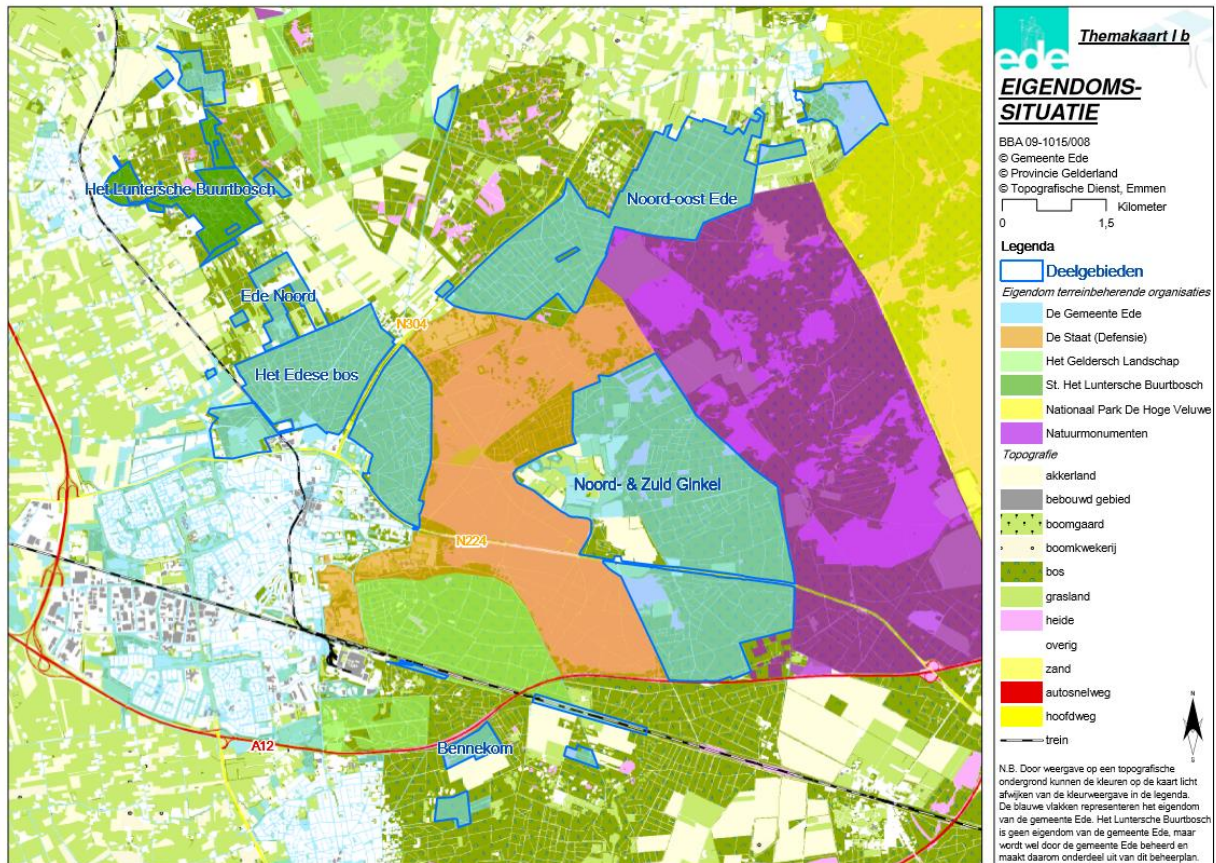 Het Luntersche Buurtbosch
Noord-oost Ede
Ede Noord
N304
Het Edese bos
Noord- & Zuid Ginkel
N224
A12
Bennekom
ede
Themakaart I b
EIGENDOMS-
SITUATIE
BBA 09-1015/008
© Gemeente Ede
© Provincie Gelderland
© Topografische Dienst, Emmen
Kilometer
0 1,5
Legenda
Deelgebieden
Eigendom terreinbeherende organisaties
De Gemeente Ede
De Staat (Defensie)
Het Geldersch Landschap
St. Het Luntersche Buurtbosch
Nationaal Park De Hoge Veluwe
Natuurmonumenten
Topografie
akkerland
bebouwd gebied
boomgaard
boomkwekerij
bos
grasland
heide
overig
zand
autosnelweg
hoofdweg
trein
N
S
N.B. Door weergave op een topografische
ondergrond kunnen de kleuren op de kaart licht
afwijken van de kleurweergave in de legenda.
De blauwe vlakken representeren het eigendom
van de gemeente Ede. Het Luntersche Buurtbosch
is geen eigendom van de gemeente Ede, maar
wordt wel door de gemeente Ede beheerd en
maakt daarom onderdeel uit van dit beheerplan.